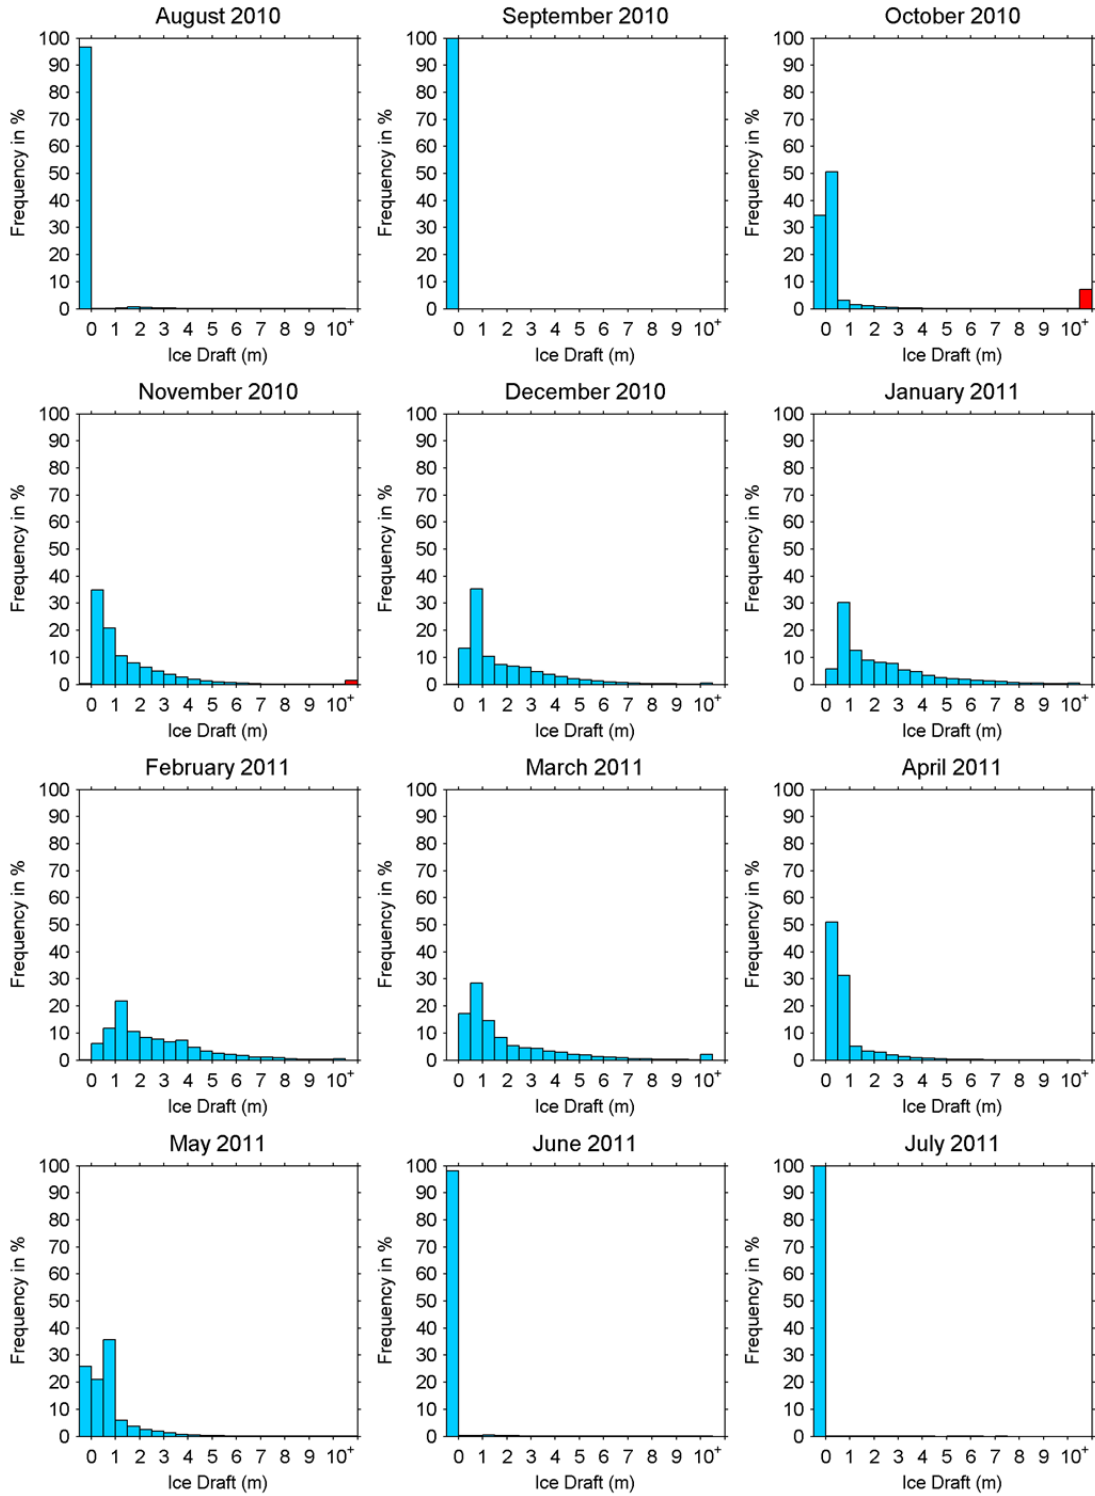 August 2010
September 2010
October 2010
100 90 80 70 60 50 40 30 20 10 0
Frequency in %
0 1 2 3 4 5 6 7 8 9 10+
Ice Draft (m)
100 90 80 70 60 50 40 30 20 10 0
Frequency in %
0 1 2 3 4 5 6 7 8 9 10+
Ice Draft (m)
100 90 80 70 60 50 40 30 20 10 0
Frequency in %
0 1 2 3 4 5 6 7 8 9 10+
Ice Draft (m)
November 2010
December 2010
January 2011
100 90 80 70 60 50 40 30 20 10 0
Frequency in %
0 1 2 3 4 5 6 7 8 9 10+
Ice Draft (m)
100 90 80 70 60 50 40 30 20 10 0
Frequency in %
0 1 2 3 4 5 6 7 8 9 10+
Ice Draft (m)
100 90 80 70 60 50 40 30 20 10 0
Frequency in %
0 1 2 3 4 5 6 7 8 9 10+
Ice Draft (m)
February 2011
March 2011
April 2011
100 90 80 70 60 50 40 30 20 10 0
Frequency in %
0 1 2 3 4 5 6 7 8 9 10+
Ice Draft (m)
100 90 80 70 60 50 40 30 20 10 0
Frequency in %
0 1 2 3 4 5 6 7 8 9 10+
Ice Draft (m)
100 90 80 70 60 50 40 30 20 10 0
Frequency in %
0 1 2 3 4 5 6 7 8 9 10+
Ice Draft (m)
May 2011
June 2011
July 2011
100 90 80 70 60 50 40 30 20 10 0
Frequency in %
0 1 2 3 4 5 6 7 8 9 10+
Ice Draft (m)
100 90 80 70 60 50 40 30 20 10 0
Frequency in %
0 1 2 3 4 5 6 7 8 9 10+
Ice Draft (m)
100 90 80 70 60 50 40 30 20 10 0
Frequency in %
0 1 2 3 4 5 6 7 8 9 10+
Ice Draft (m)